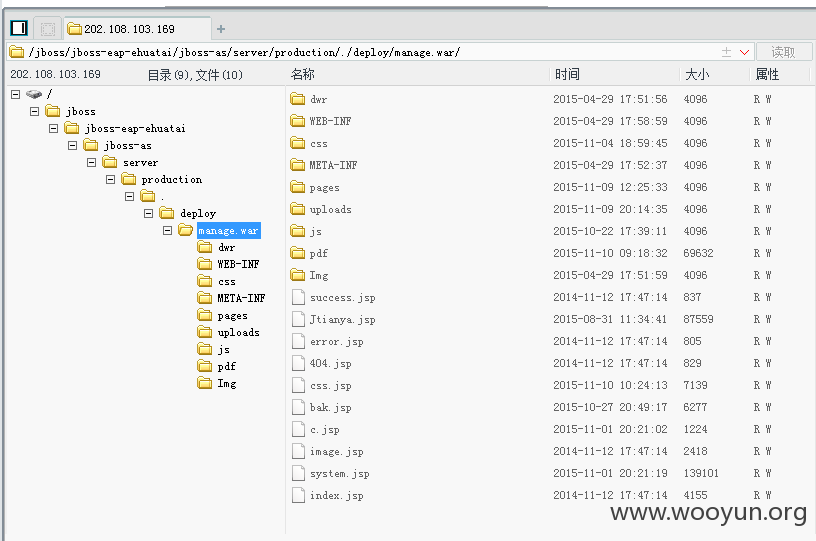 202.108.103.169
/jboss/jboss-eap-ehuatai/jboss-as/server/production/./deploy/manage.war/ 读取
202.108.103.169 目录(9),文件(10) 名称 时间 大小 属性
/
jboss
jboss-eap-ehuatai
jboss-as
server
production
.
deploy
manage.war
dwr
WEB-INF
css
META-INF
pages
uploads
js
pdf
Img
dwr 2015-04-29 17:51:56 4096 R W
WEB-INF 2015-04-29 17:58:59 4096 R W
css 2015-11-04 18:59:45 4096 R W
META-INF 2015-04-29 17:52:37 4096 R W
pages 2015-11-09 12:25:33 4096 R W
uploads 2015-11-09 20:14:35 4096 R W
js 2015-10-22 17:39:11 4096 R W
pdf 2015-11-10 09:18:32 69632 R W
Img 2015-04-29 17:51:59 4096 R W
success.jsp 2014-11-12 17:47:14 837 R W
Jtianya.jsp 2015-08-31 11:34:41 87559 R W
error.jsp 2014-11-12 17:47:14 805 R W
404.jsp 2014-11-12 17:47:14 829 R W
css.jsp 2015-11-10 10:24:13 7139 R W
bak.jsp 2015-10-27 20:49:17 6277 R W
c.jsp 2015-11-01 20:21:02 1224 R W
image.jsp 2014-11-12 17:47:14 2418 R W
system.jsp 2015-11-01 20:21:19 139101 R W
index.jsp 2014-11-12 17:47:14 4155 R W
www.wooyun.org